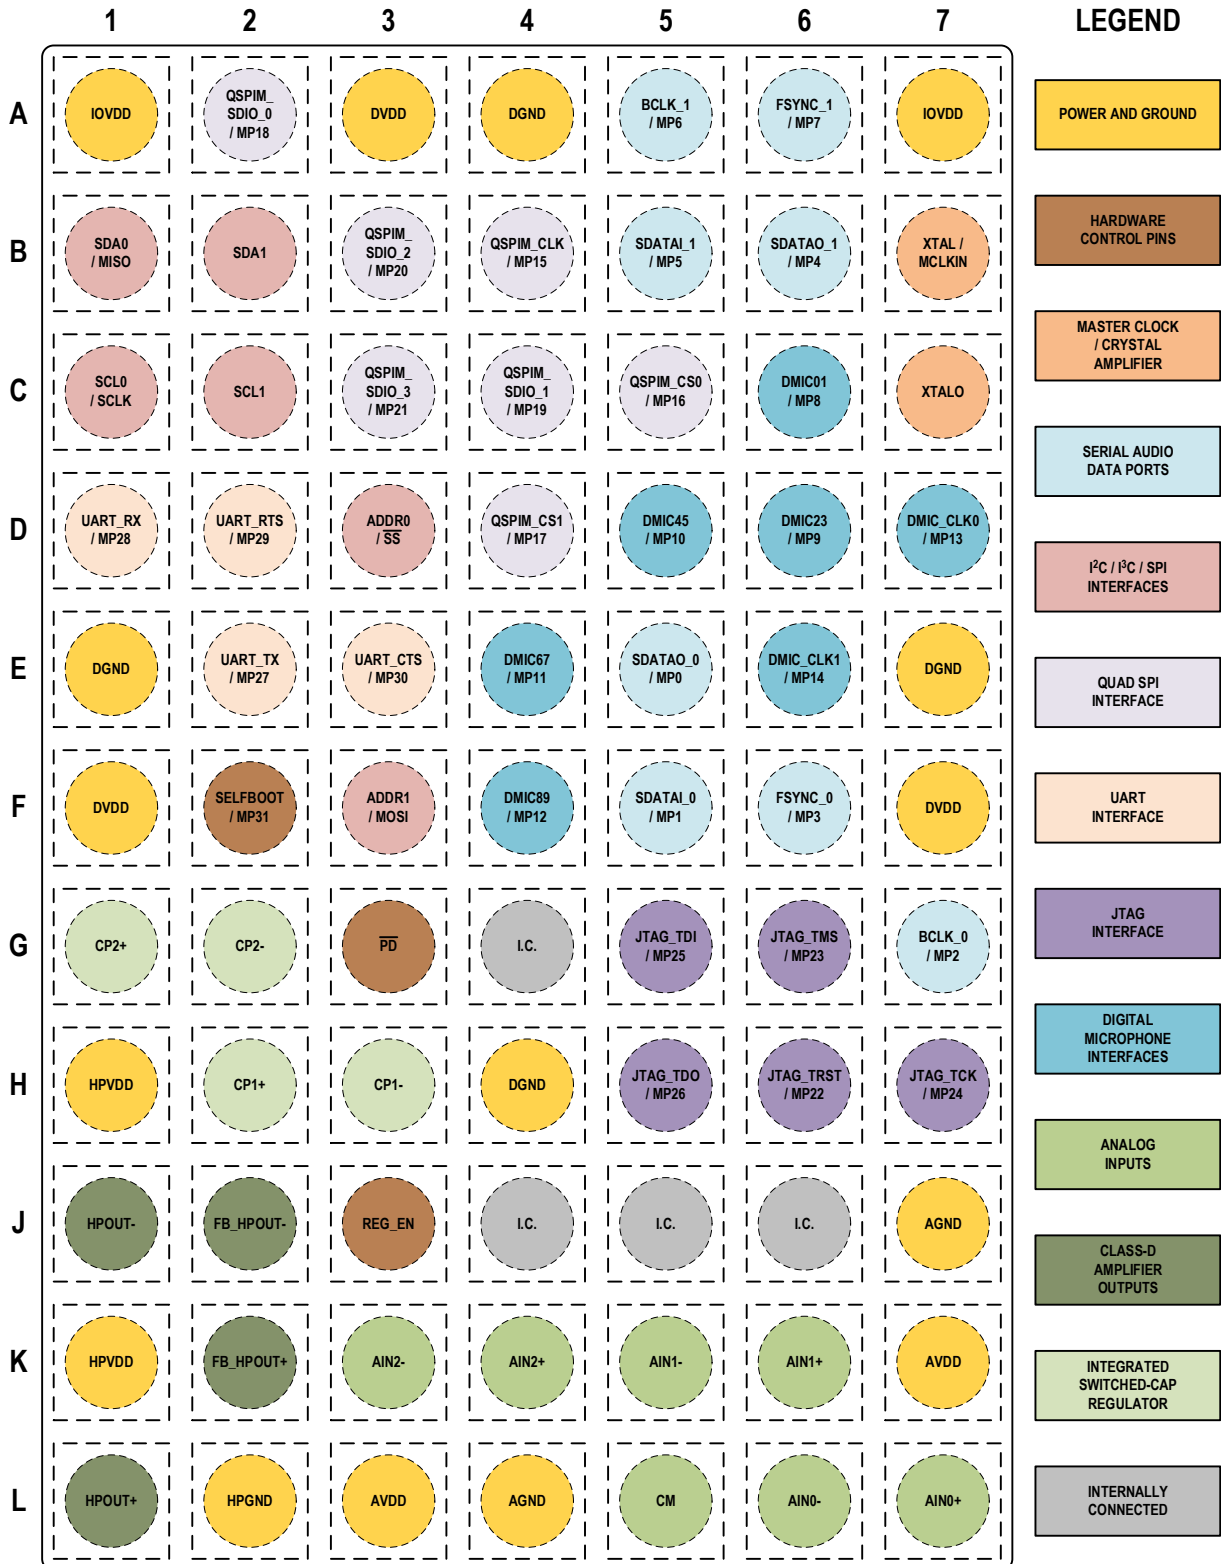 1 2 3 4 5 6 7 LEGEND
A
IOVDD
QSPIM_
SDIO_0
/ MP18
DVDD
DGND
BCLK_1
/ MP6
FSYNC_1
/ MP7
IOVDD
B
SDA0
/ MISO
SDA1
QSPIM_
SDIO_2
/ MP20
QSPIM_CLK
/ MP15
SDATAI_1
/ MP5
SDATAO_1
/ MP4
XTAL /
MCLKIN
C
SCL0
/ SCLK
SCL1
QSPIM_
SDIO_3
/ MP21
QSPIM_
SDIO_1
/ MP19
QSPIM_CS0
/ MP16
DMIC01
/ MP8
XTALO
D
UART_RX
/ MP28
UART_RTS
/ MP29
ADDR0
/ S̅S̅
QSPIM_CS1
/ MP17
DMIC45
/ MP10
DMIC23
/ MP9
DMIC_CLK0
/ MP13
E
DGND
UART_TX
/ MP27
UART_CTS
/ MP30
DMIC67
/ MP11
SDATAO_0
/ MP0
DMIC_CLK1
/ MP14
DGND
F
DVDD
SELFBOOT
/ MP31
ADDR1
/ MOSI
DMIC89
/ MP12
SDATAI_0
/ MP1
FSYNC_0
/ MP3
DVDD
G
CP2+
CP2-
P̅D̅
I.C.
JTAG_TDI
/ MP25
JTAG_TMS
/ MP23
BCLK_0
/ MP2
H
HPVDD
CP1+
CP1-
DGND
JTAG_TDO
/ MP26
JTAG_TRST
/ MP22
JTAG_TCK
/ MP24
J
HPOUT-
FB_HPOUT-
REG_EN
I.C.
I.C.
I.C.
AGND
K
HPVDD
FB_HPOUT+
AIN2-
AIN2+
AIN1-
AIN1+
AVDD
L
HPOUT+
HPGND
AVDD
AGND
CM
AIN0-
AIN0+
POWER AND GROUND
HARDWARE
CONTROL PINS
MASTER CLOCK
/ CRYSTAL
AMPLIFIER
SERIAL AUDIO
DATA PORTS
I²C / I³C / SPI
INTERFACES
QUAD SPI
INTERFACE
UART
INTERFACE
JTAG
INTERFACE
DIGITAL
MICROPHONE
INTERFACES
ANALOG
INPUTS
CLASS-D
AMPLIFIER
OUTPUTS
INTEGRATED
SWITCHED-CAP
REGULATOR
INTERNALLY
CONNECTED